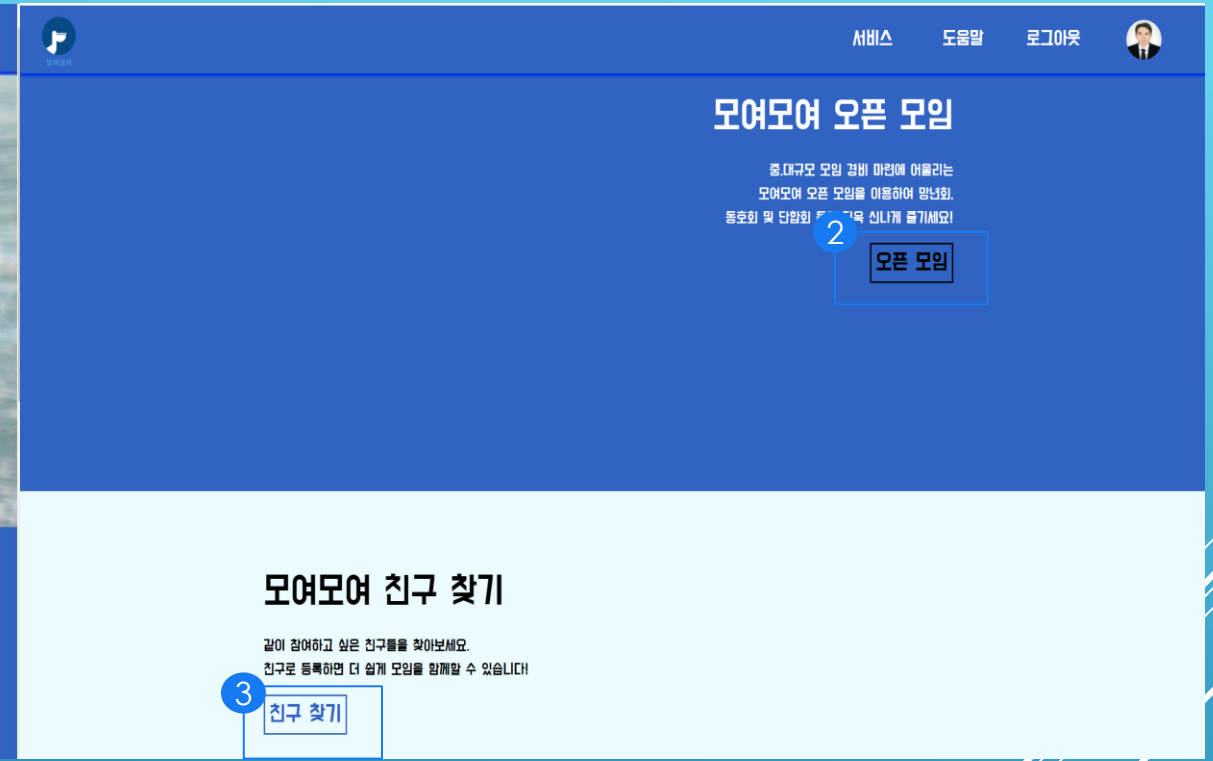 모여모여
서비스 도움말 로그아웃
모여모여 오픈 모임
중,대규모 모임 경비 마련에 어울리는
모여모여 오픈 모임을 이용하여 망년회,
동호회 및 단합회 신나게 즐기세요!
2
오픈 모임
모여모여 친구 찾기
같이 참여하고 싶은 친구들을 찾아보세요.
친구로 등록하면 더 쉽게 모임을 함께할 수 있습니다!
3
친구 찾기